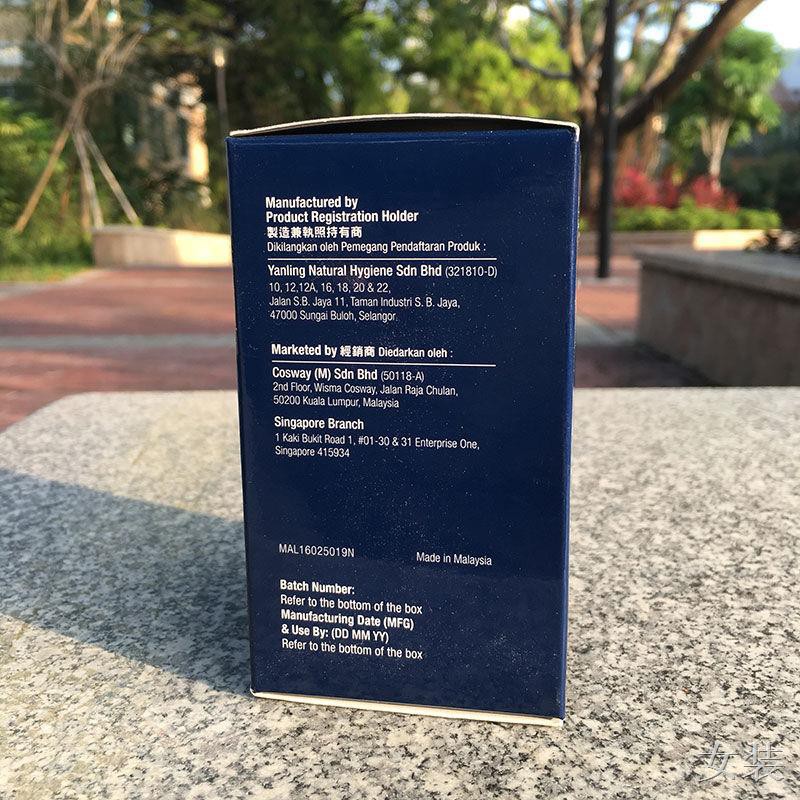 Manufactured by
Product Registration Holder
製造兼執照持有商
Dikilangkan oleh Pemegang Pendaftaran Produk :
Yanling Natural Hygiene Sdn Bhd (321810-D)
10, 12,12A, 16, 18, 20 & 22,
Jalan S.B. Jaya 11, Taman Industri S. B. Jaya,
47000 Sungai Buloh, Selangor
Marketed by 經銷商 Diedarkan oleh :
Cosway (M) Sdn Bhd (50118-A)
2nd Floor, Wisma Cosway, Jalan Raja Chulan,
50200 Kuala Lumpur, Malaysia
Singapore Branch
1 Kaki Bukit Road 1, #01-30 & 31 Enterprise One,
Singapore 415934
MAL16025019N
Made in Malaysia
Batch Number:
Refer to the bottom of the box
Manufacturing Date (MFG)
& Use By: (DD MM YY)
Refer to the bottom of the box
女装